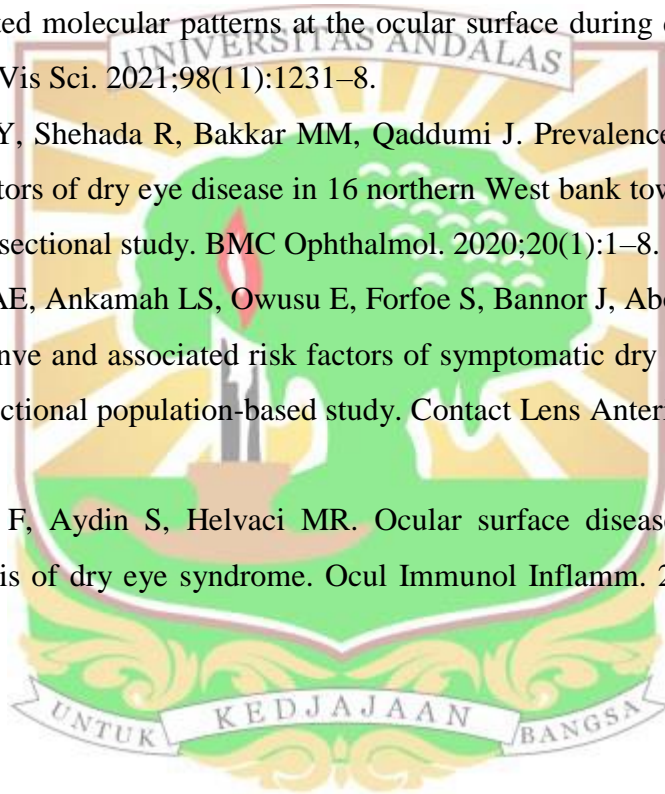 ted molecular patterns at the ocular surface during
UNIVERSITAS ANDALAS
Vis Sci. 2021;98(11):1231–8.
Y, Shehada R, Bakkar MM, Qaddumi J. Prevalence
tors of dry eye disease in 16 northern West bank tow
sectional study. BMC Ophthalmol. 2020;20(1):1–8.
AE, Ankamah LS, Owusu E, Forfoe S, Bannor J, Abo
nve and associated risk factors of symptomatic dry
ectional population-based study. Contact Lens Anteri
F, Aydin S, Helvaci MR. Ocular surface disease
is of dry eye syndrome. Ocul Immunol Inflamm. 2
UNTUK KEDJAJAAN BANGSA